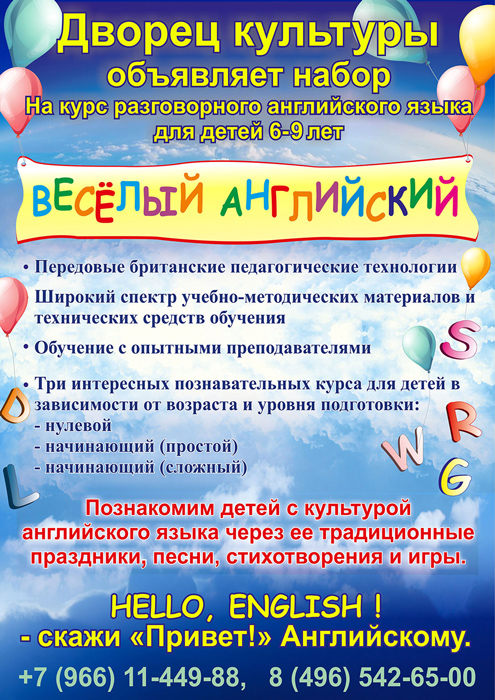 Дворец культуры
объявляет набор
На курс разговорного английского языка
для детей 6-9 лет
ВЕСЁЛЫЙ АНГЛИЙСКИЙ
• Передовые британские педагогические технологии
• Широкий спектр учебно-методических материалов и
технических средств обучения
• Обучение с опытными преподавателями
• Три интересных познавательных курса для детей в
зависимости от возраста и уровня подготовки:
- нулевой
- начинающий (простой)
- начинающий (сложный)
S
R
W
G
D
L
Познакомим детей с культурой
английского языка через ее традиционные
праздники, песни, стихотворения и игры.
HELLO, ENGLISH !
- скажи «Привет!» Английскому.
+7 (966) 11-449-88, 8 (496) 542-65-00